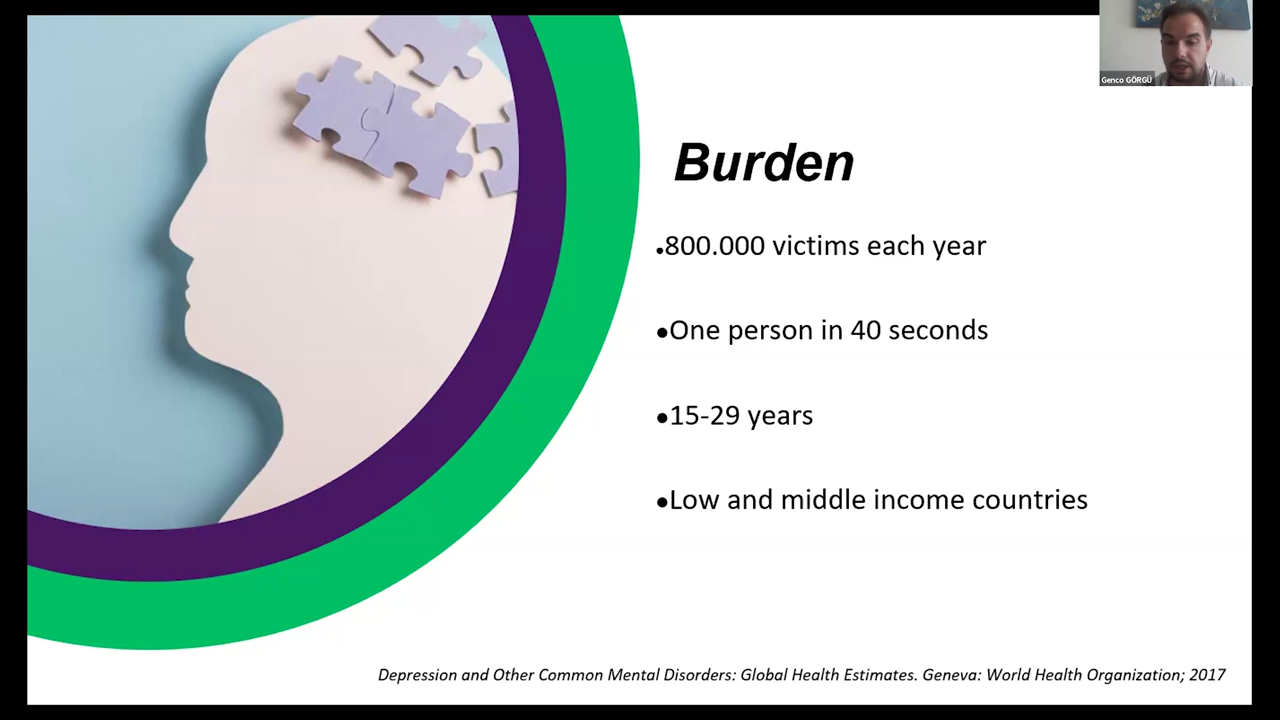 Genco GÖRGÜ
Burden
•800.000 victims each year
•One person in 40 seconds
•15-29 years
•Low and middle income countries
Depression and Other Common Mental Disorders: Global Health Estimates. Geneva: World Health Organization; 2017